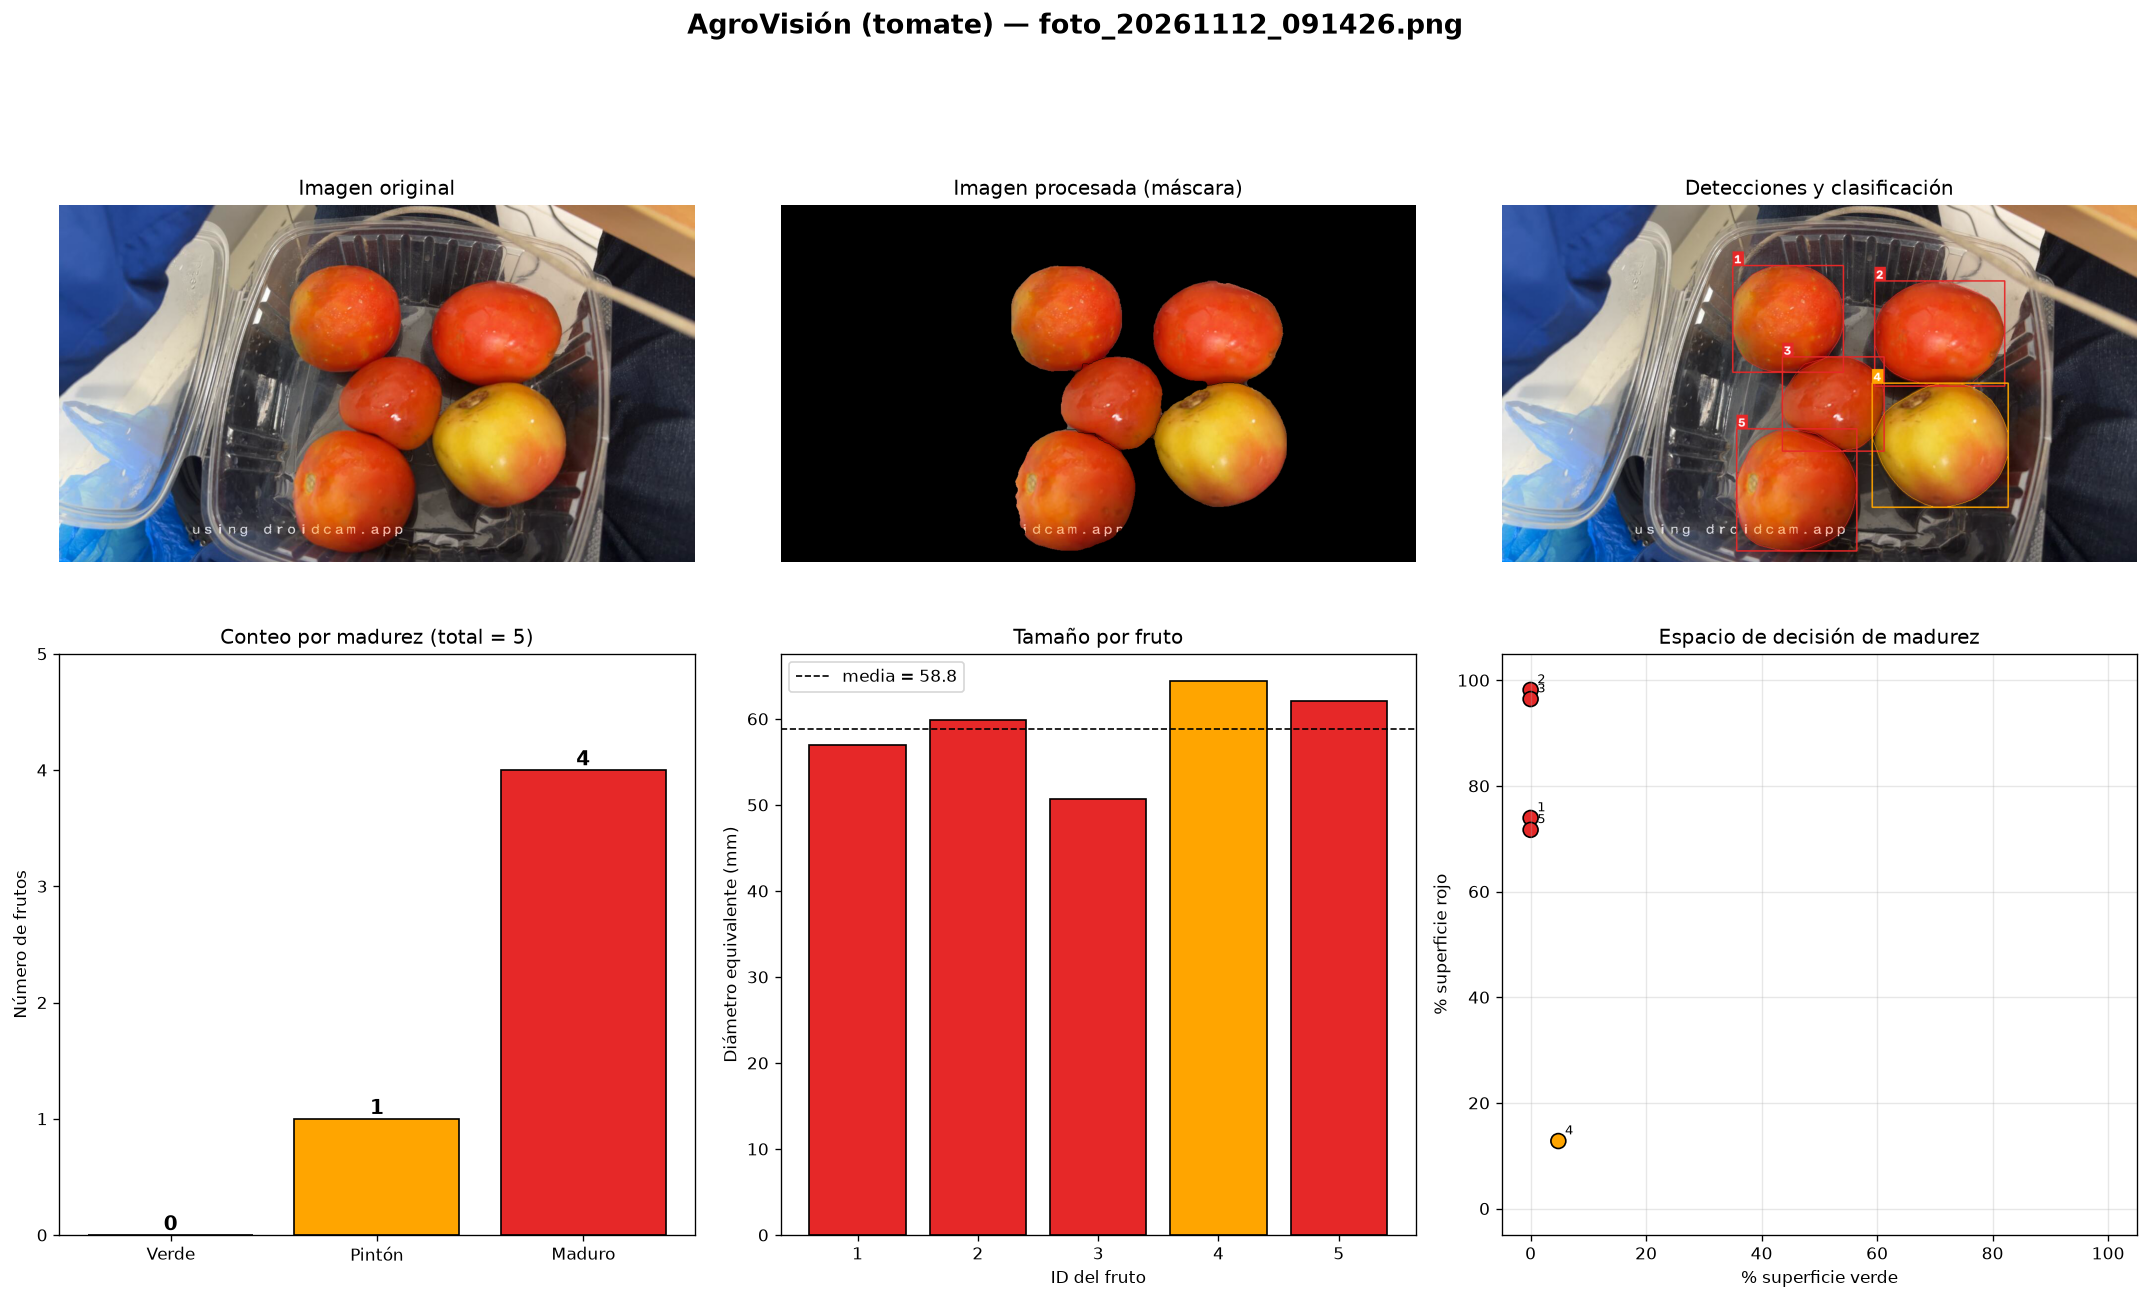 AgroVisión (tomate) — foto_20261112_091426.png
Imagen original
using droidcam.app
Imagen procesada (máscara)
idcam.app
Detecciones y clasificación
1
2
3
4
5
using droidcam.app
Conteo por madurez (total = 5)
Número de frutos
5
4
3
2
1
0
0
1
4
Verde Pintón Maduro
Tamaño por fruto
media = 58.8
Diámetro equivalente (mm)
60
50
40
30
20
10
0
1 2 3 4 5
ID del fruto
Espacio de decisión de madurez
% superficie rojo
100
80
60
40
20
0
2
3
1
5
4
0 20 40 60 80 100
% superficie verde